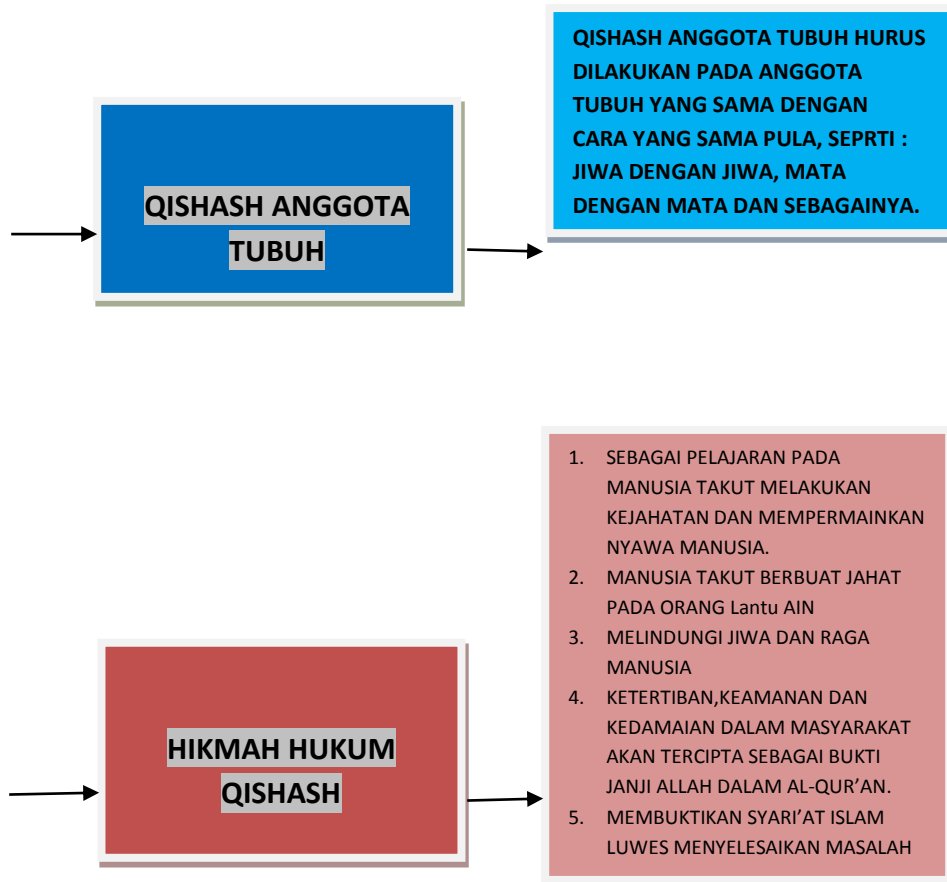 QISHASH ANGGOTA
TUBUH
QISHASH ANGGOTA TUBUH HURUS
DILAKUKAN PADA ANGGOTA
TUBUH YANG SAMA DENGAN
CARA YANG SAMA PULA, SEPRTI :
JIWA DENGAN JIWA, MATA
DENGAN MATA DAN SEBAGAINYA.
HIKMAH HUKUM
QISHASH
1. SEBAGAI PELAJARAN PADA
MANUSIA TAKUT MELAKUKAN
KEJAHATAN DAN MEMPERMAINKAN
NYAWA MANUSIA.
2. MANUSIA TAKUT BERBUAT JAHAT
PADA ORANG Lantu AIN
3. MELINDUNGI JIWA DAN RAGA
MANUSIA
4. KETERTIBAN,KEAMANAN DAN
KEDAMAIAN DALAM MASYARAKAT
AKAN TERCIPTA SEBAGAI BUKTI
JANJI ALLAH DALAM AL-QUR’AN.
5. MEMBUKTIKAN SYARI’AT ISLAM
LUWES MENYELESAIKAN MASALAH